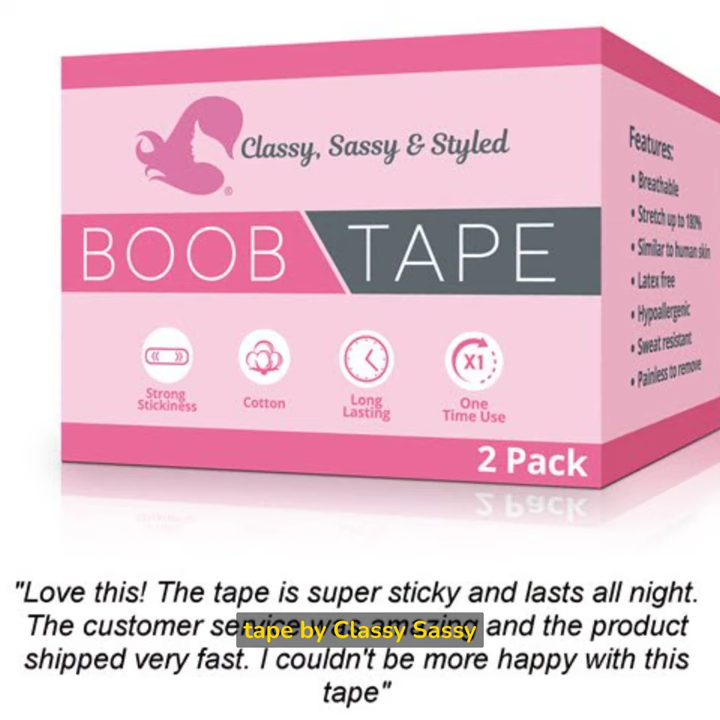 Classy, Sassy & Styled
®
BOOB TAPE
Strong
Stickiness
Cotton
Long
Lasting
X1
One
Time Use
2 Pack
Features:
• Breathable
• Stretch up to 180%
• Similar to human skin
• Latex free
• Hypoallergenic
• Sweat resistant
• Painless to remove
"Love this! The tape is super sticky and lasts all night.
The customer service was amazing and the product
tape by Classy Sassy
shipped very fast. I couldn't be more happy with this
tape"